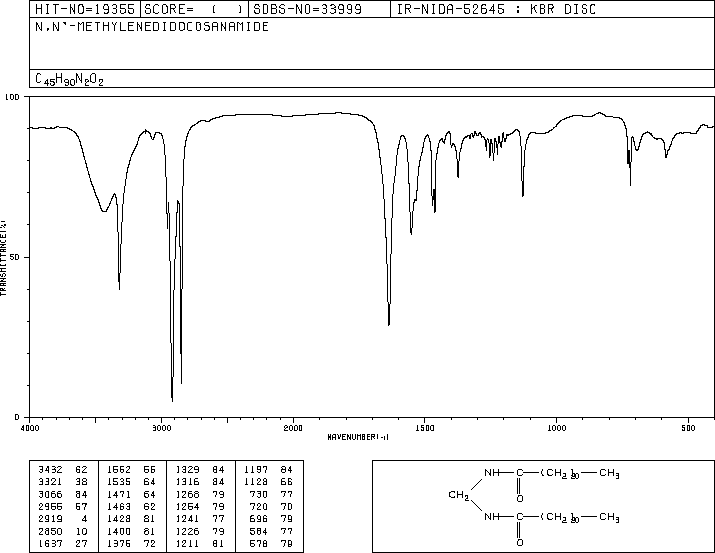 HIT-NO=19355 SCORE= ( ) SDBS-NO=33999 IR-NIDA-52645 : KBR DISC
N,N'-METHYLENEDIDOCOSANAMIDE
C45H90N2O2
100
50
0
TRANSMITTANCE(%)
4000 3000 2000 1500 1000 500
WAVENUMBER(-1)
3432 62 1552 55 1329 84 1197 84
3321 38 1535 64 1316 84 1128 66
3066 84 1471 64 1268 79 730 77
2955 57 1463 62 1254 79 720 70
2919 4 1428 81 1241 77 696 79
2850 10 1400 81 1226 79 584 77
1637 27 1375 72 1211 81 578 79
NH C (CH2)20 CH3
O
CH2
NH C (CH2)20 CH3
O